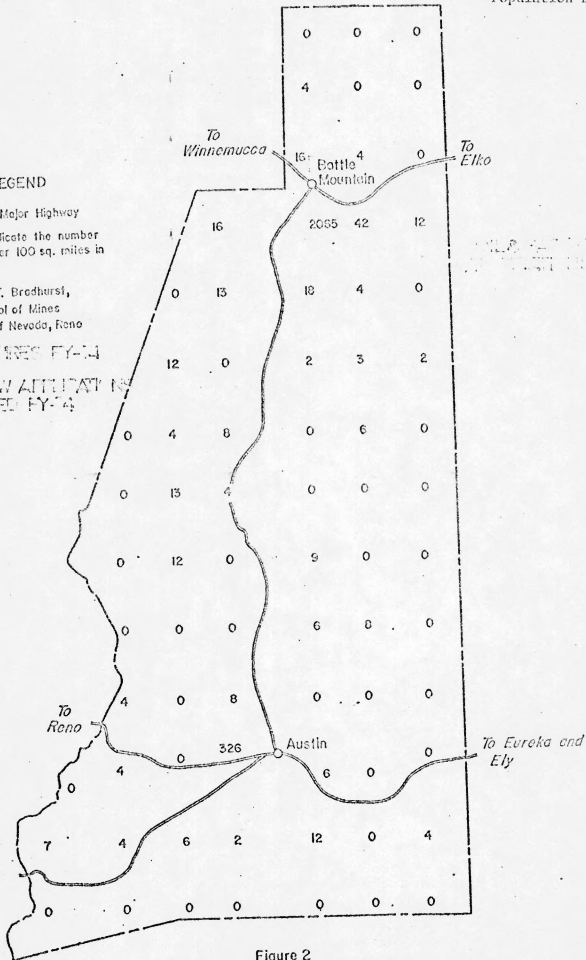 0 0 0
4 0 0
To
Winnemucca
16 4 0
To
Elko
Battle
Mountain
EGEND
Major Highway
dicate the number
er 100 sq. miles in
T. Bradhurst,
ol of Mines
f Nevada, Reno
16 42 12
0 13 18 4 0
IRES FY-
12 0 2 3 2
0 4 8 0 6 0
0 13 4 0 0 0
0 12 0 9 0 0
0 0 0 6 8 0
4 0 8 0 0 0
To
Reno
326
Austin
0
To Eureka and
Ely
0 4 0 6 0
7 4 6 2 12 0 4
0 0 0 0 0 0 0
Figure 2